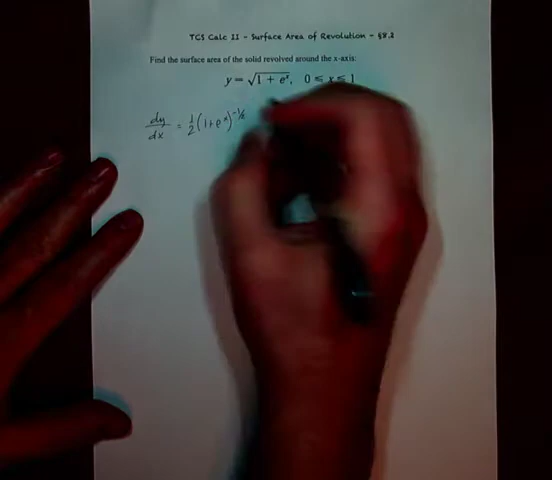 TCS Calc II - Surface Area of Revolution - §8.2
Find the surface area of the solid revolved around the x-axis:
y = √(1 + eˣ), 0 ≤ x ≤ 1
dy/dx = 1/2 (1+eˣ)^(-1/2)